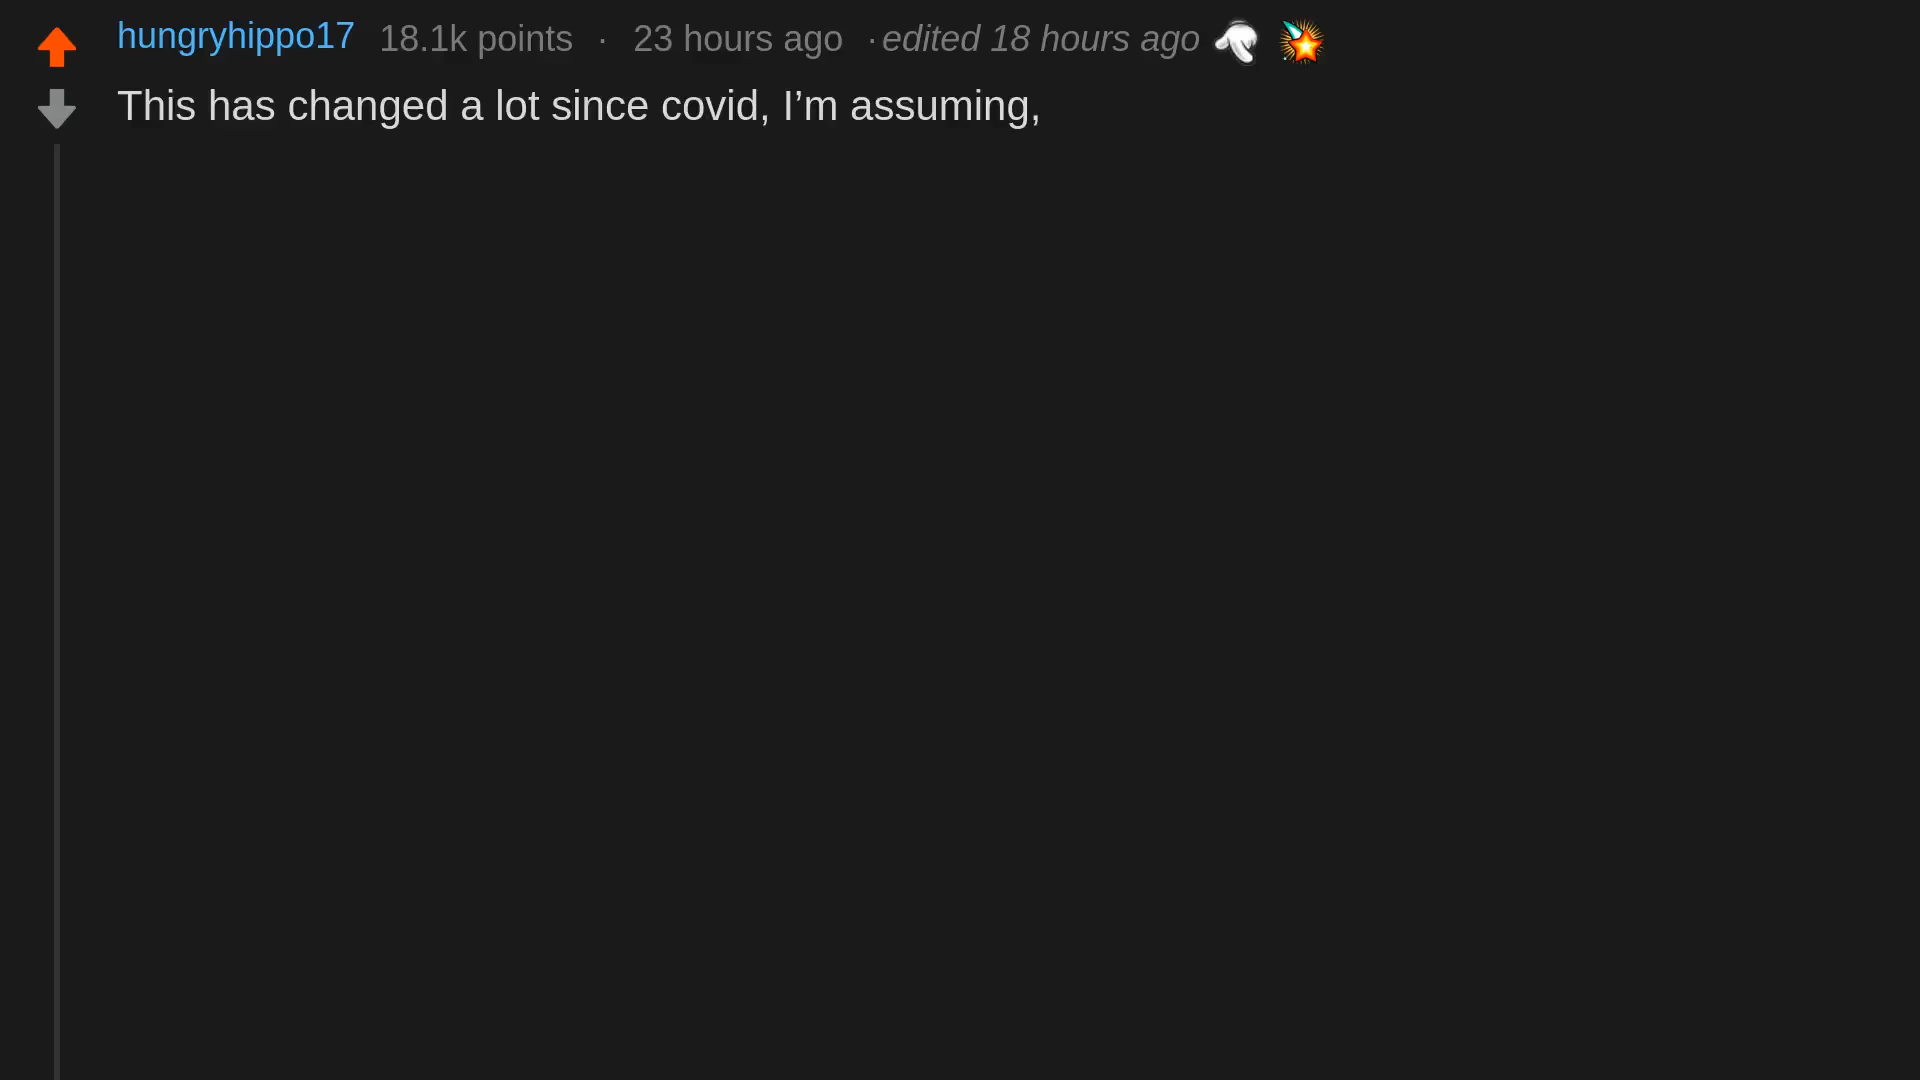 hungryhippo17 18.1k points · 23 hours ago ·edited 18 hours ago
This has changed a lot since covid, I’m assuming,